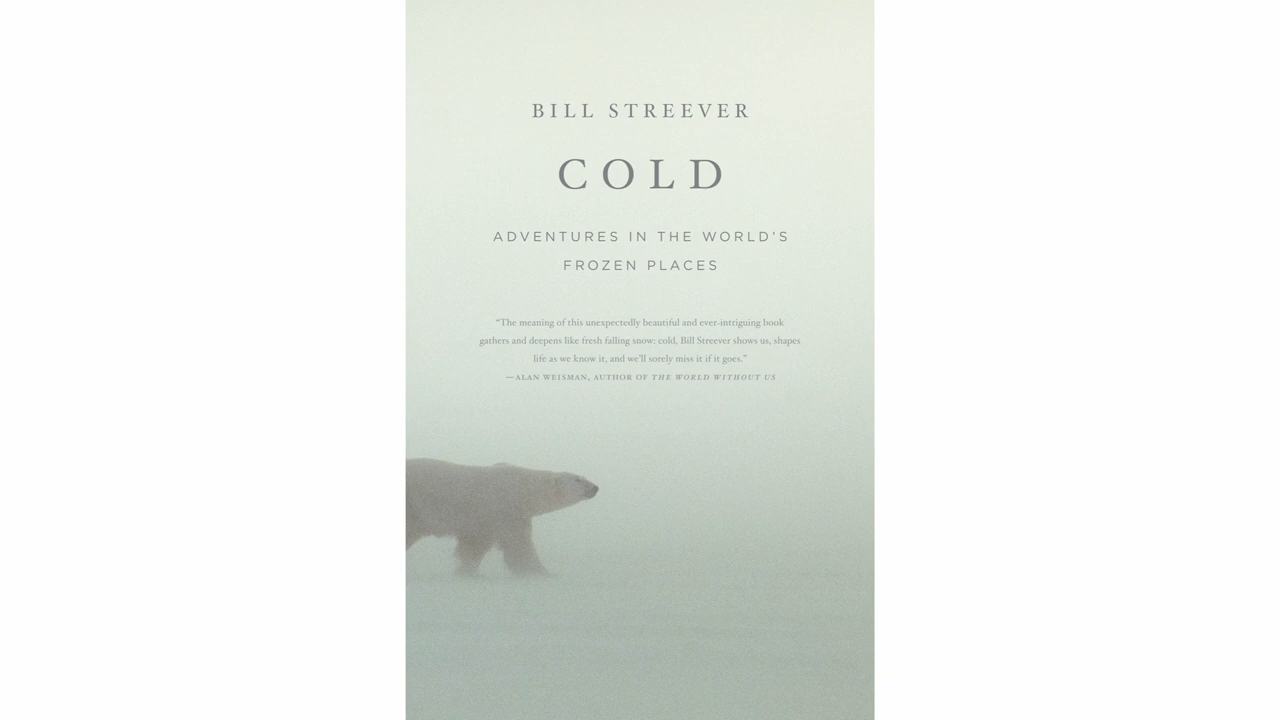 BILL STREEVER
COLD
ADVENTURES IN THE WORLD'S
FROZEN PLACES
“The meaning of this unexpectedly beautiful and ever-intriguing book
gathers and deepens like fresh falling snow: cold, Bill Streever shows us, shapes
life as we know it, and we’ll sorely miss it if it goes.”
—ALAN WEISMAN, AUTHOR OF THE WORLD WITHOUT US